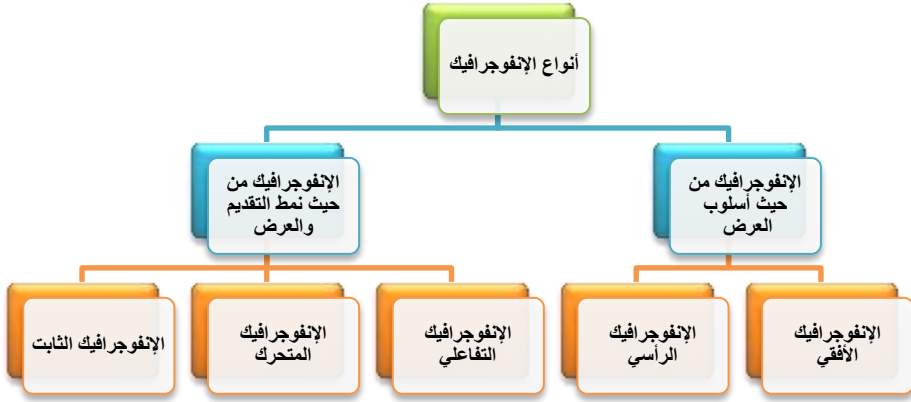 أنواع الإنفوجرافيك
الإنفوجرافيك من
حيث أسلوب
العرض
الإنفوجرافيك من
حيث نمط التقديم
والعرض
الإنفوجرافيك
الأفقي
الإنفوجرافيك
الرأسي
الإنفوجرافيك
التفاعلي
الإنفوجرافيك
المتحرك
الإنفوجرافيك الثابت